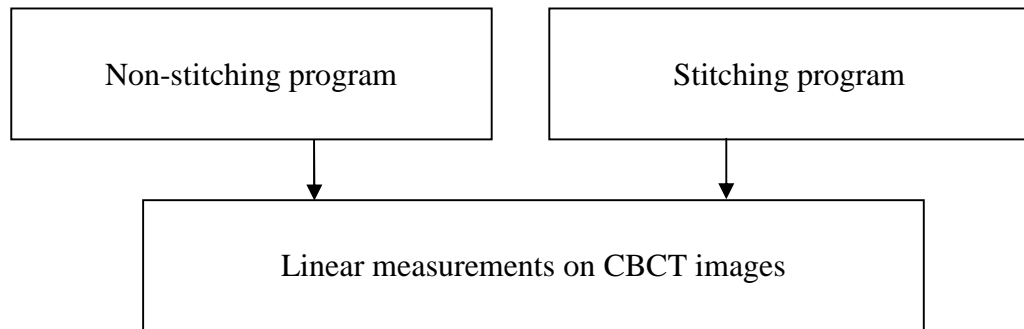 Non-stitching program
Stitching program
Linear measurements on CBCT images